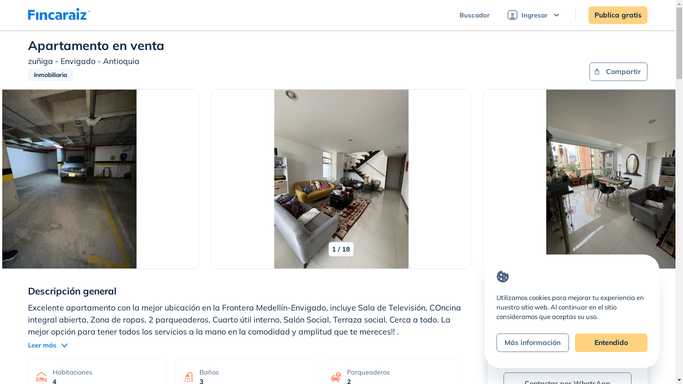 Fincaraiz
Buscador
Ingresar
Publica gratis
Apartamento en venta
zuñiga - Envigado - Antioquia
Inmobiliaria
Compartir
1 / 18
Descripción general
Excelente apartamento con la mejor ubicación en la Frontera Medellín-Envigado, incluye Sala de Televisión, COncina
integral abierta. Zona de ropas, 2 parqueaderos, Cuarto útil interno, Salón Social, Terraza social. Cerca a todo. La
mejor opción para tener todos los servicios a la mano en la comodidad y amplitud que te mereces!! .
Leer más
Habitaciones
4
Baños
3
Parqueaderos
2
Utilizamos cookies para mejorar tu experiencia en
nuestro sitio web. Al continuar en el sitio
consideramos que aceptas su uso.
Más información
Entendido
Contactar por WhatsApp